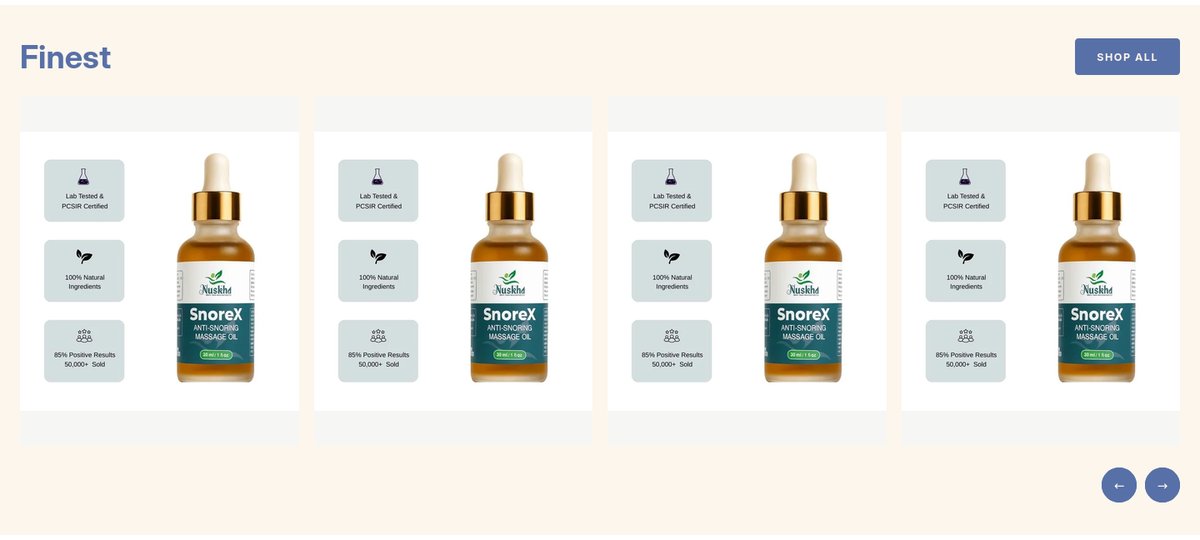 Finest
SHOP ALL
Lab Tested &
PCSIR Certified
100% Natural
Ingredients
85% Positive Results
50,000+ Sold
Nuskhe
SnoreX
ANTI-SNORING
MASSAGE OIL
30 ml / 1 fl oz
Lab Tested &
PCSIR Certified
100% Natural
Ingredients
85% Positive Results
50,000+ Sold
Nuskhe
SnoreX
ANTI-SNORING
MASSAGE OIL
30 ml / 1 fl oz
Lab Tested &
PCSIR Certified
100% Natural
Ingredients
85% Positive Results
50,000+ Sold
Nuskhe
SnoreX
ANTI-SNORING
MASSAGE OIL
30 ml / 1 fl oz
Lab Tested &
PCSIR Certified
100% Natural
Ingredients
85% Positive Results
50,000+ Sold
Nuskhe
SnoreX
ANTI-SNORING
MASSAGE OIL
30 ml / 1 fl oz
← →